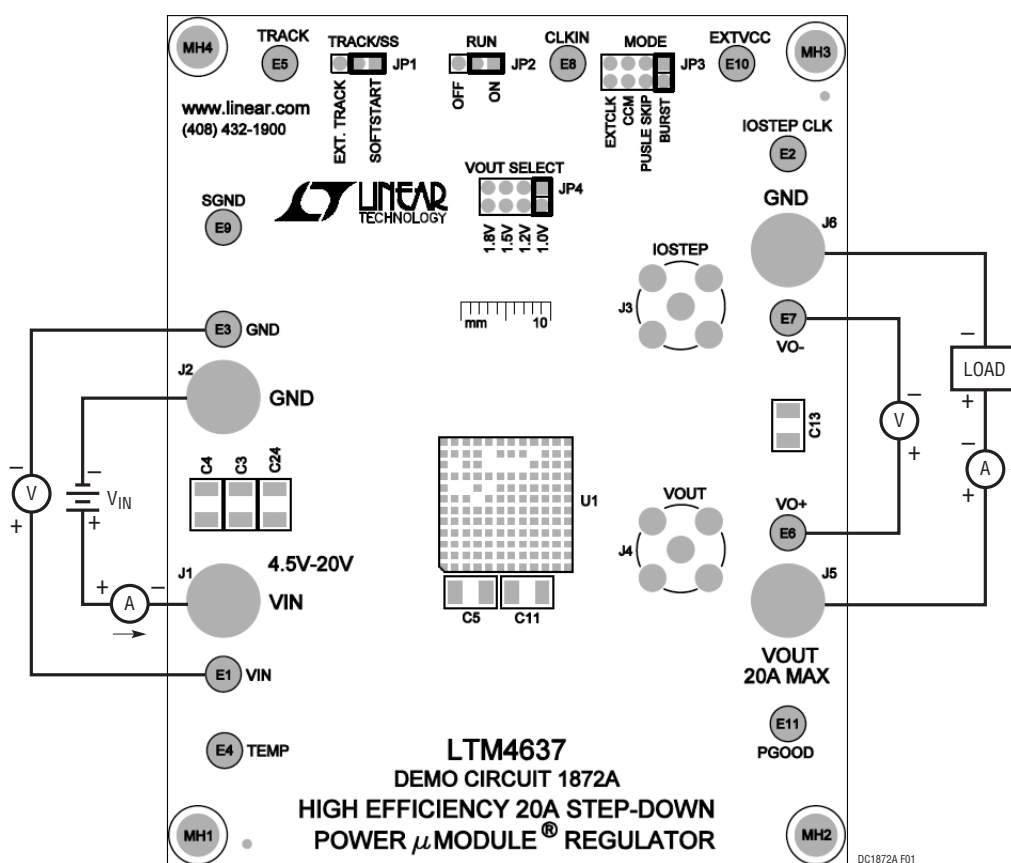 MH4
TRACK
E5
TRACK/SS
JP1
EXT. TRACK
SOFTSTART
RUN
JP2
OFF
ON
CLKIN
E8
MODE
JP3
EXTCLK
CCM
PUSLE SKIP
BURST
EXTVCC
E10
MH3
www.linear.com
(408) 432-1900
IOSTEP CLK
E2
VOUT SELECT
JP4
1.8V
1.5V
1.2V
1.0V
LINEAR
TECHNOLOGY
SGND
E9
GND
J6
IOSTEP
J3
mm 10
E3 GND
E7
VO-
J2
GND
− LOAD +
− V +
− A +
− V +
− VIN +
C4
C3
C24
C13
U1
VOUT
J4
VO+
E6
4.5V-20V
J1
VIN
+ A −
→
C5
C11
J5
VOUT
20A MAX
E1 VIN
E11
PGOOD
E4 TEMP
LTM4637
DEMO CIRCUIT 1872A
HIGH EFFICIENCY 20A STEP-DOWN
POWER µMODULE® REGULATOR
MH1
MH2
DC1872A F01